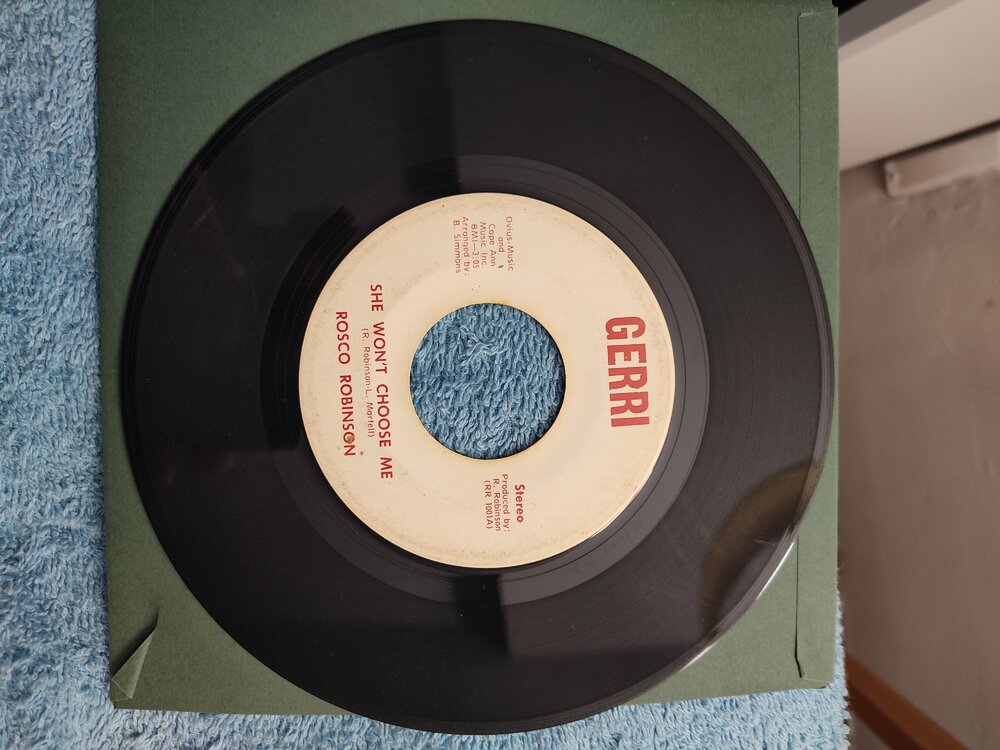 GERRI
Ovius-Music
and
Cape Ann
Music Inc.
BMI—3:05
Arranged by:
B. Simmons
Stereo
Produced by:
R. Robinson
(RR 1001A)
SHE WON'T CHOOSE ME
(R. Robinson-L. Martell)
ROSCO ROBINSON